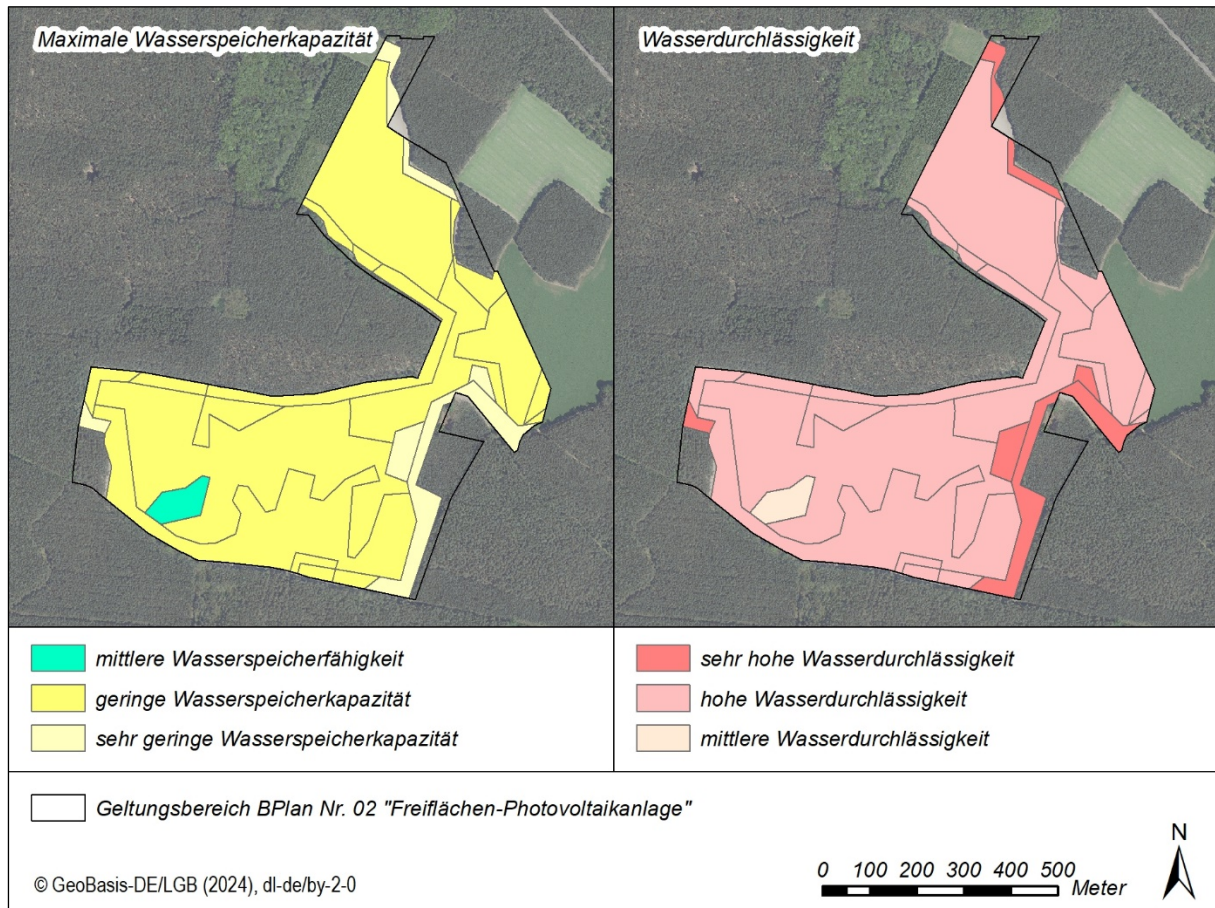 Maximale Wasserspeicherkapazität
Wasserdurchlässigkeit
mittlere Wasserspeicherfähigkeit
geringe Wasserspeicherkapazität
sehr geringe Wasserspeicherkapazität
sehr hohe Wasserdurchlässigkeit
hohe Wasserdurchlässigkeit
mittlere Wasserdurchlässigkeit
Geltungsbereich BPlan Nr. 02 "Freiflächen-Photovoltaikanlage"
© GeoBasis-DE/LGB (2024), dl-de/by-2-0
0 100 200 300 400 500
Meter
N